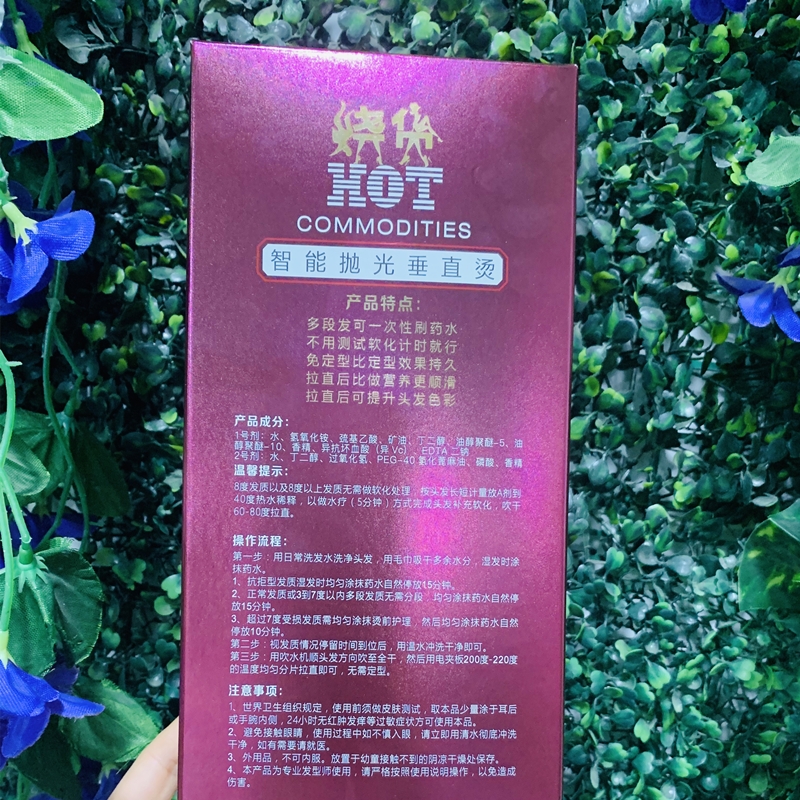 HOT
COMMODITIES
智能抛光垂直烫
产品特点：
多段发可一次性刷药水
不用测试软化计时就行
免定型比定型效果持久
拉直后比做营养更顺滑
拉直后可提升头发色彩
产品成分：
1号剂：水、氢氧化铵、巯基乙酸、矿油、丁二醇、油醇聚醚-5、油
醇聚醚-10、香精、异抗坏血酸（异 Vc）、EDTA 二钠
2号剂：水、丁二醇、过氧化氢、PEG-40 氢化蓖麻油、磷酸、香精
温馨提示：
8度发质以及8度以上发质无需做软化处理，按头发长短计量放A剂到
40度热水稀释，以做水疗（5分钟）方式完成头发补充软化，吹干
60-80度拉直。
操作流程：
第一步：用日常洗发水洗净头发，用毛巾吸干多余水分，湿发时涂
抹药水。
1、抗拒型发质湿发时均匀涂抹药水自然停放15分钟。
2、正常发质或3到7度以内多段发质无需分段，均匀涂抹药水自然停
放15分钟。
3、超过7度受损发质需均匀涂抹烫前护理，然后均匀涂抹药水自然
停放10分钟。
第二步：视发质情况停留时间到位后，用温水冲洗干净即可。
第三步：用吹水机顺头发方向吹至全干，然后用电夹板200度-220度
的温度均匀分片拉直即可，无需定型。
注意事项：
1、世界卫生组织规定，使用前须做皮肤测试，取本品少量涂于耳后
或手腕内侧，24小时无红肿发痒等过敏症状方可使用本品。
2、避免接触眼睛，使用过程中如不慎入眼，请立即用清水彻底冲洗
干净，如有需要请就医。
3、外用品，不可内服。放置于幼童接触不到的阴凉干燥处保存。
4、本产品为专业发型师使用，请严格按照使用说明操作，以免造成
伤害。